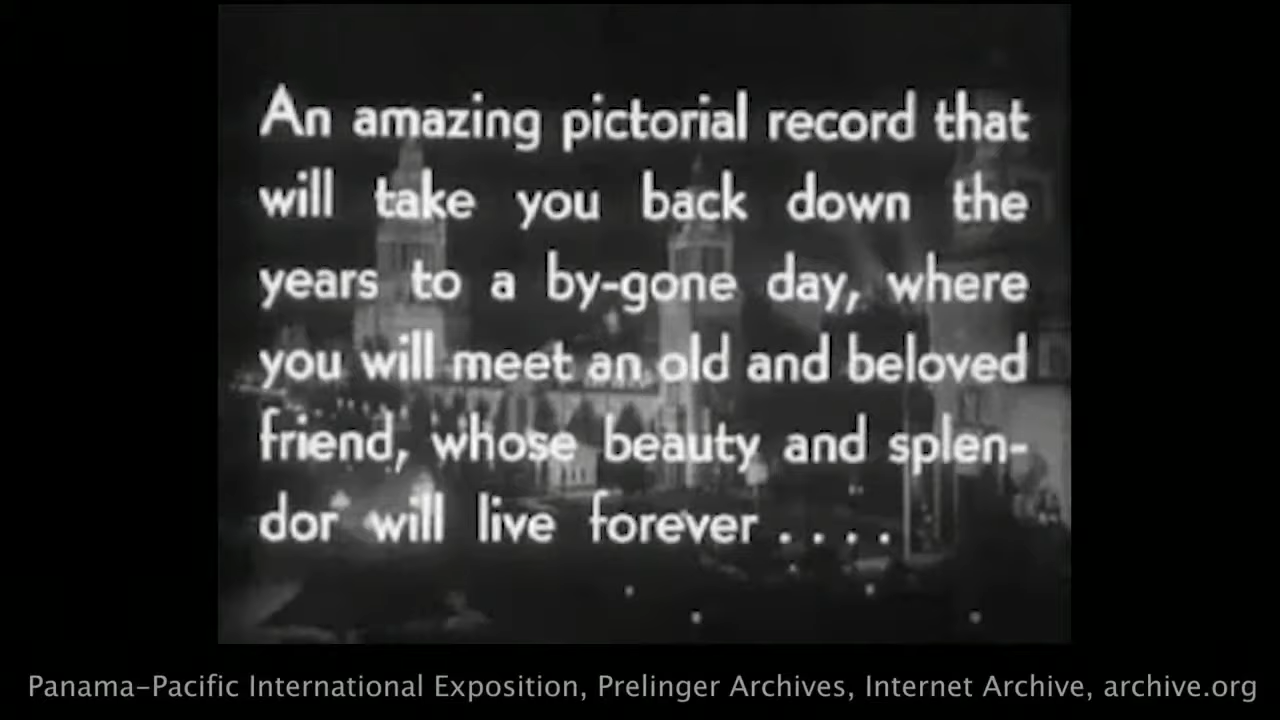 An amazing pictorial record that
will take you back down the
years to a by-gone day, where
you will meet an old and beloved
friend, whose beauty and splen-
dor will live forever . . . .
Panama-Pacific International Exposition, Prelinger Archives, Internet Archive, archive.org